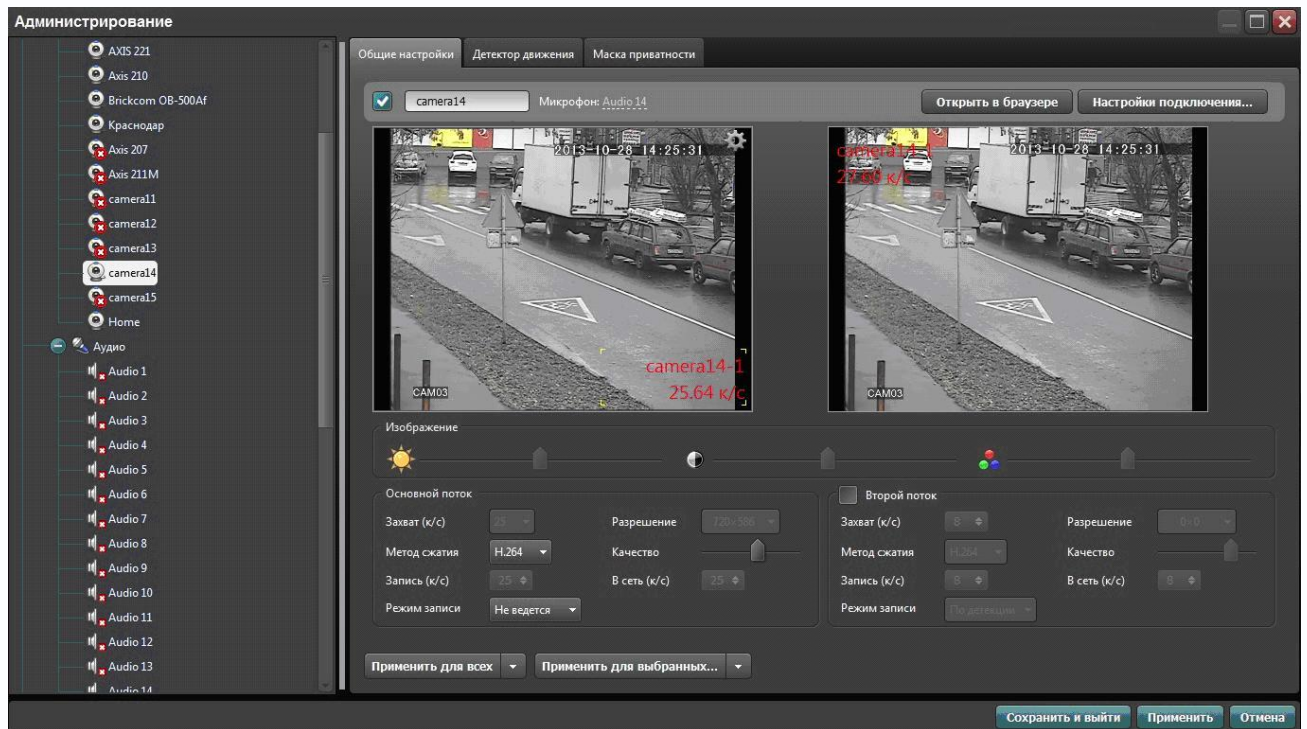 Администрирование
AXIS 221
Axis 210
Brickcom OB-500Af
Краснодар
Axis 207
Axis 211M
camera11
camera12
camera13
camera14
camera15
Home
Аудио
Audio 1
Audio 2
Audio 3
Audio 4
Audio 5
Audio 6
Audio 7
Audio 8
Audio 9
Audio 10
Audio 11
Audio 12
Audio 13
Audio 14
Общие настройки Детектор движения Маска приватности
camera14 Микрофон: Audio 14 Открыть в браузере Настройки подключения...
2013-10-28 14:25:31
camera14-1
25.64 к/с
CAM03
2013-10-28 14:25:31
camera14-1
CAM03
Изображение
Основной поток
Захват (к/с) 25 Разрешение
Метод сжатия H.264 Качество
Запись (к/с) 25 В сеть (к/с) 25
Режим записи Не ведется
Второй поток
Захват (к/с) 8 Разрешение 0×0
Метод сжатия H.264 Качество
Запись (к/с) 8 В сеть (к/с) 8
Режим записи По детекции
Применить для всех Применить для выбранных...
Сохранить и выйти Применить Отмена